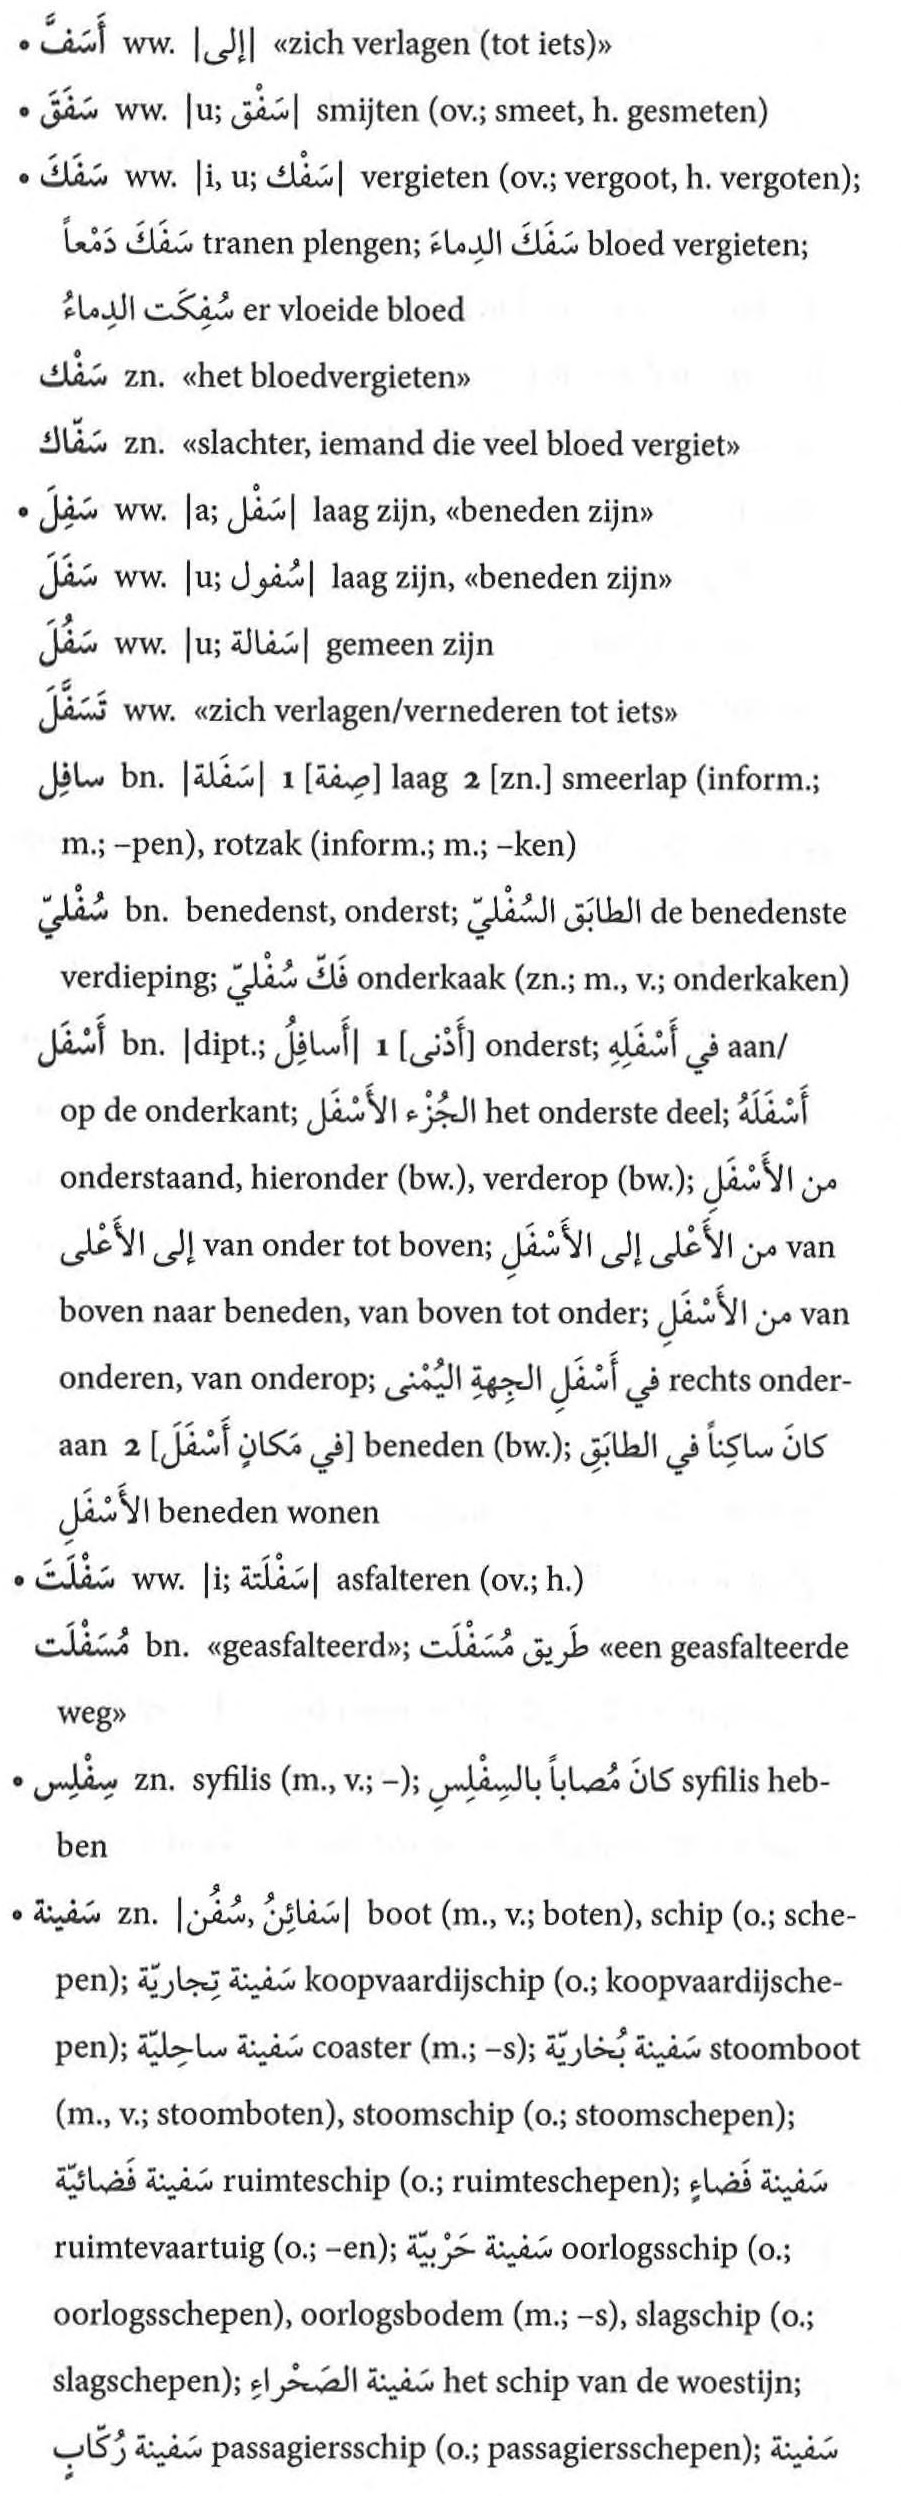 • أَسَفَّ ww. |إلى| «zich verlagen (tot iets)»
• سَفَقَ ww. |u; سَفْق| smijten (ov.; smeet, h. gesmeten)
• سَفَكَ ww. |i, u; سَفْك| vergieten (ov.; vergoot, h. vergoten);
سَفَكَ دَمْعاً tranen plengen; سَفَكَ الدِماءَ bloed vergieten;
سُفِكَت الدِماءُ er vloeide bloed
سَفْك zn. «het bloedvergieten»
سَفّاك zn. «slachter, iemand die veel bloed vergiet»
• سَفِلَ ww. |a; سَفْل| laag zijn, «beneden zijn»
سَفَلَ ww. |u; سُفول| laag zijn, «beneden zijn»
سَفُلَ ww. |u; سَفالة| gemeen zijn
تَسَفَّلَ ww. «zich verlagen/vernederen tot iets»
سافِل bn. |سَفَلة| 1 [صِفة] laag 2 [zn.] smeerlap (inform.;
m.; –pen), rotzak (inform.; m.; –ken)
سُفْليّ bn. benedenst, onderst; الطابَق السُفْليّ de benedenste
verdieping; فَكّ سُفْليّ onderkaak (zn.; m., v.; onderkaken)
أَسْفَل bn. |dipt.; أَسافِلُ| 1 [أَدْنى] onderst; في أَسْفَلِهِ aan/
op de onderkant; الجُزْء الأَسْفَل het onderste deel; أَسْفَلَهُ
onderstaand, hieronder (bw.), verderop (bw.); من الأَسْفَلِ
إلى الأَعْلى van onder tot boven; من الأَعْلى إلى الأَسْفَلِ van
boven naar beneden, van boven tot onder; من الأَسْفَلِ van
onderen, van onderop; في أَسْفَلِ الجِهةِ اليُمْنى rechts onder-
aan 2 [في مَكانٍ أَسْفَلَ] beneden (bw.); كانَ ساكِناً في الطابَقِ
الأَسْفَلِ beneden wonen
• سَفْلَتَ ww. |i; سَفْلَتة| asfalteren (ov.; h.)
مُسَفْلَت bn. «geasfalteerd»; طَريق مُسَفْلَت «een geasfalteerde
weg»
• سِفْلِس zn. syfilis (m., v.; –); كانَ مُصاباً بالسِفْلِسِ syfilis heb-
ben
• سَفينة zn. |سَفائِنُ, سُفُن| boot (m., v.; boten), schip (o.; sche-
pen); سَفينة تِجاريّة koopvaardijschip (o.; koopvaardijsche-
pen); سَفينة ساحِليّة coaster (m.; –s); سَفينة بُخاريّة stoomboot
(m., v.; stoomboten), stoomschip (o.; stoomschepen);
سَفينة فَضائيّة ruimteschip (o.; ruimteschepen); سَفينة فَضاءٍ
ruimtevaartuig (o.; –en); سَفينة حَرْبيّة oorlogsschip (o.;
oorlogsschepen), oorlogsbodem (m.; –s), slagschip (o.;
slagschepen); سَفينة الصَحْراءِ het schip van de woestijn;
سَفينة رُكّابٍ passagiersschip (o.; passagiersschepen); سَفينة